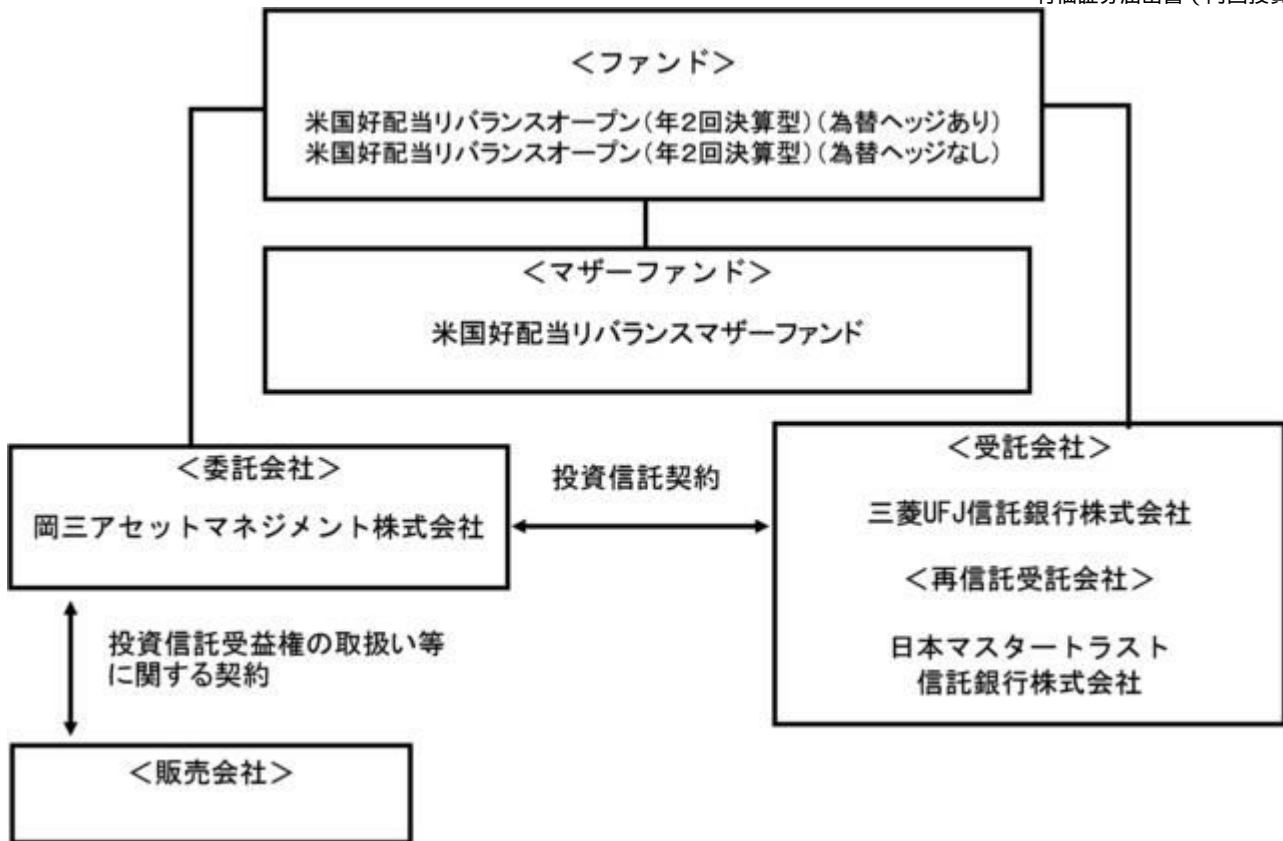 ＜ファンド＞
米国好配当リバランスオープン（年２回決算型）（為替ヘッジあり）
米国好配当リバランスオープン（年２回決算型）（為替ヘッジなし）
＜マザーファンド＞
米国好配当リバランスマザーファンド
＜委託会社＞
岡三アセットマネジメント株式会社
投資信託契約
＜受託会社＞
三菱UFJ信託銀行株式会社
＜再信託受託会社＞
日本マスタートラスト
信託銀行株式会社
投資信託受益権の取扱い等
に関する契約
＜販売会社＞